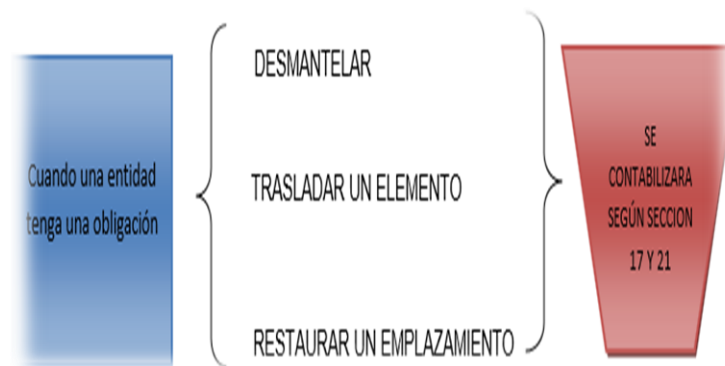 Cuando una entidad
tenga una obligación
DESMANTELAR
TRASLADAR UN ELEMENTO
RESTAURAR UN EMPLAZAMIENTO
SE
CONTABILIZARA
SEGÚN SECCION
17 Y 21